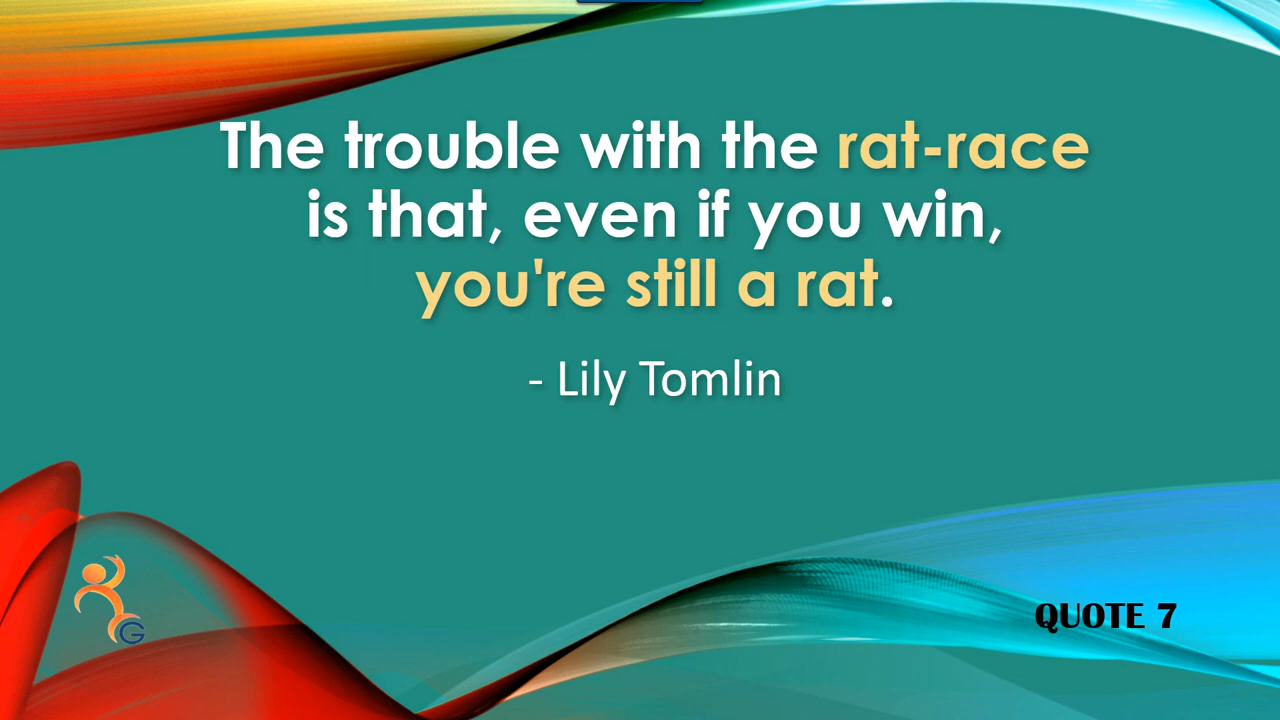 The trouble with the rat-race
is that, even if you win,
you're still a rat.
- Lily Tomlin
G
QUOTE 7